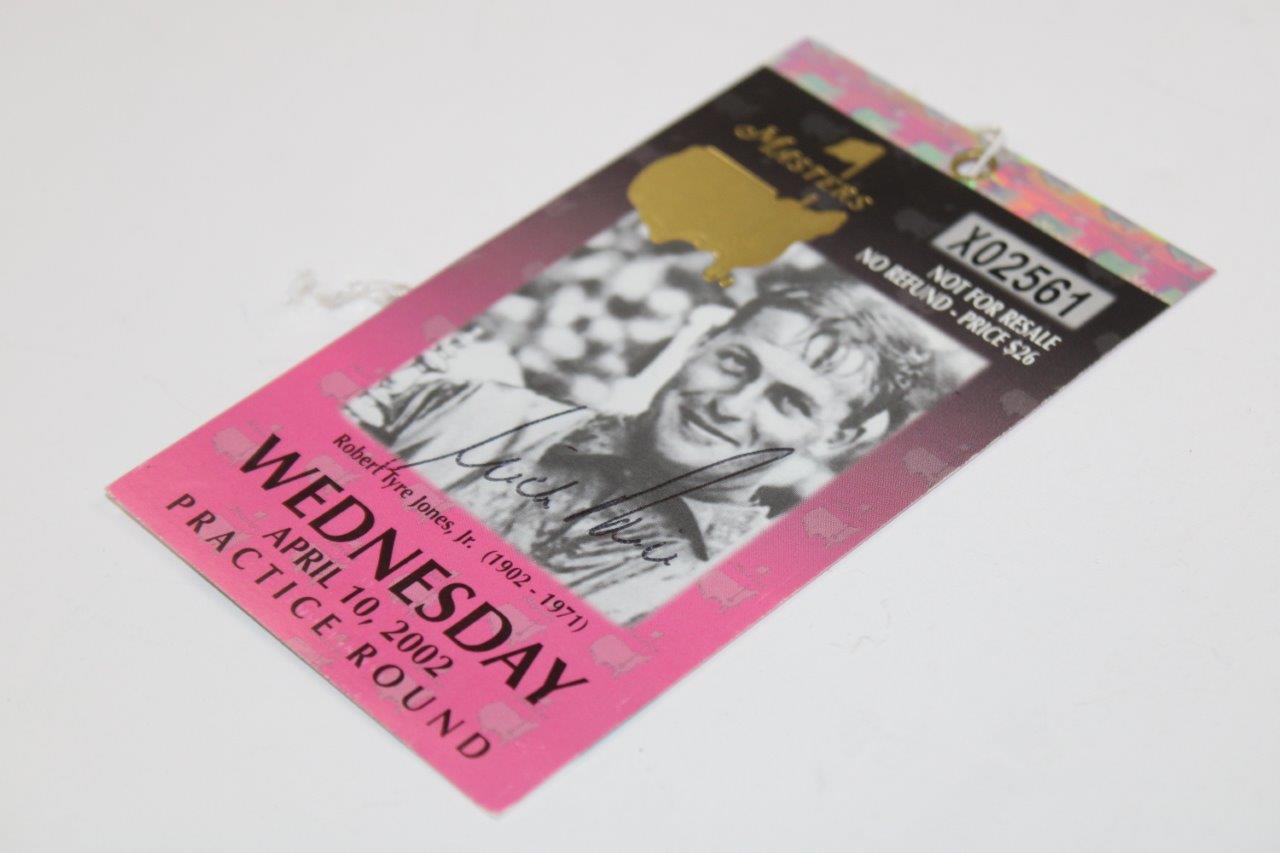 Masters
X02561
NOT FOR RESALE
NO REFUND - PRICE $26
Robert Tyre Jones, Jr. (1902 - 1971)
WEDNESDAY
APRIL 10, 2002
PRACTICE ROUND